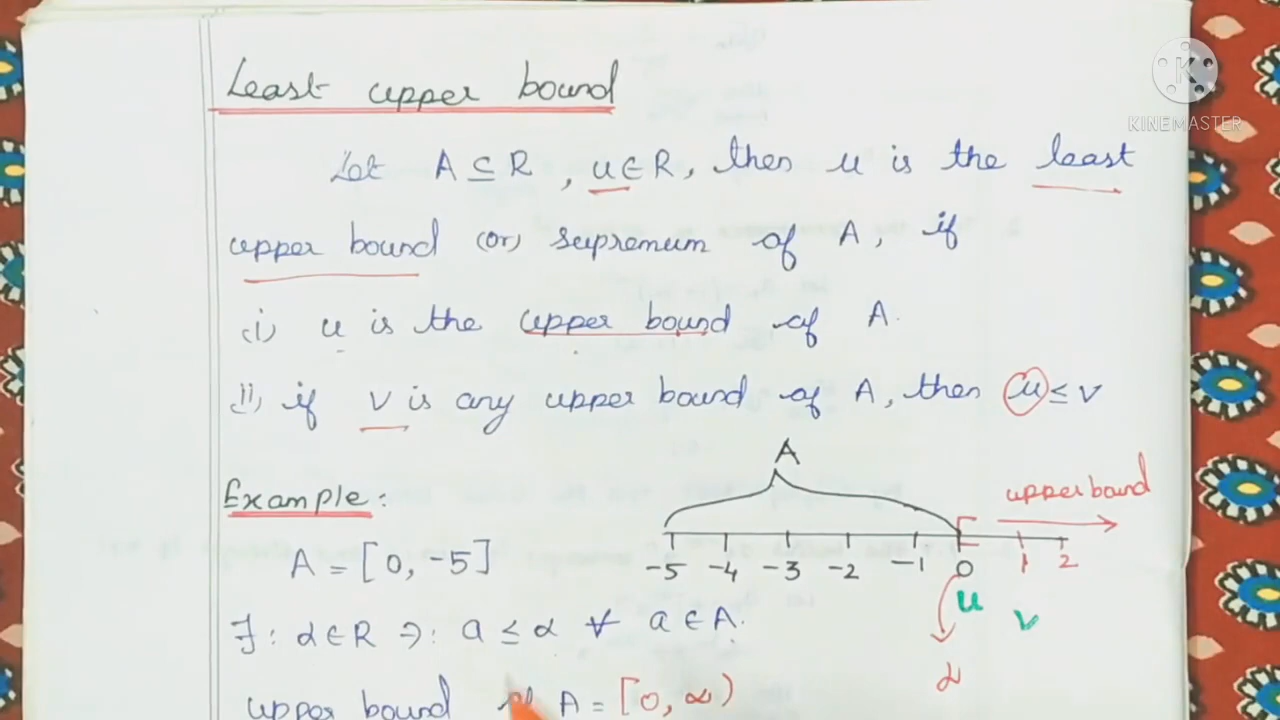 Least upper bound
Let A ⊆ R, u ∈ R, then u is the least
upper bound (or) supremum of A, if
(i) u is the upper bound of A.
(ii) if v is any upper bound of A, then u ≤ v
A
upper bound
Example:
A = [0, -5]
-5 -4 -3 -2 -1 0 1 2
u v
∃: α ∈ R ∋: a ≤ α ∀ a ∈ A.
α
upper bound A = [0, ∞)
K
KINEMASTER